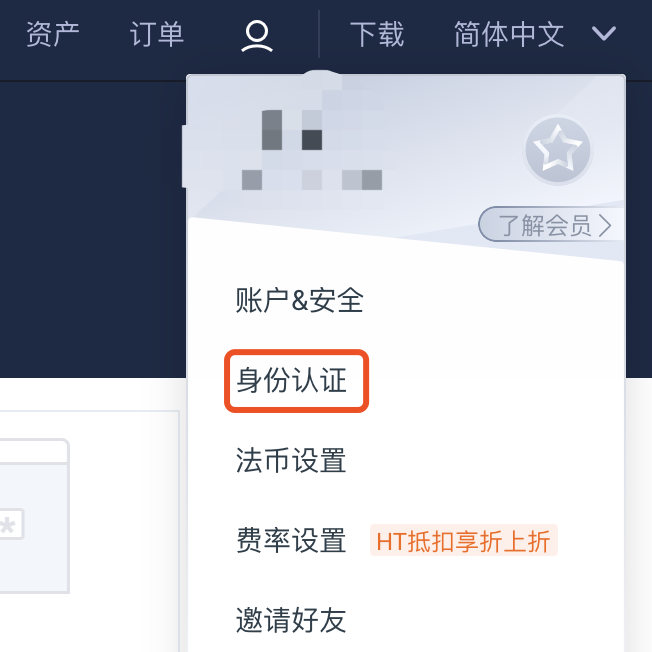 资产 订单 下载 简体中文
了解会员
账户&安全
身份认证
法币设置
费率设置 HT抵扣享折上折
邀请好友
*